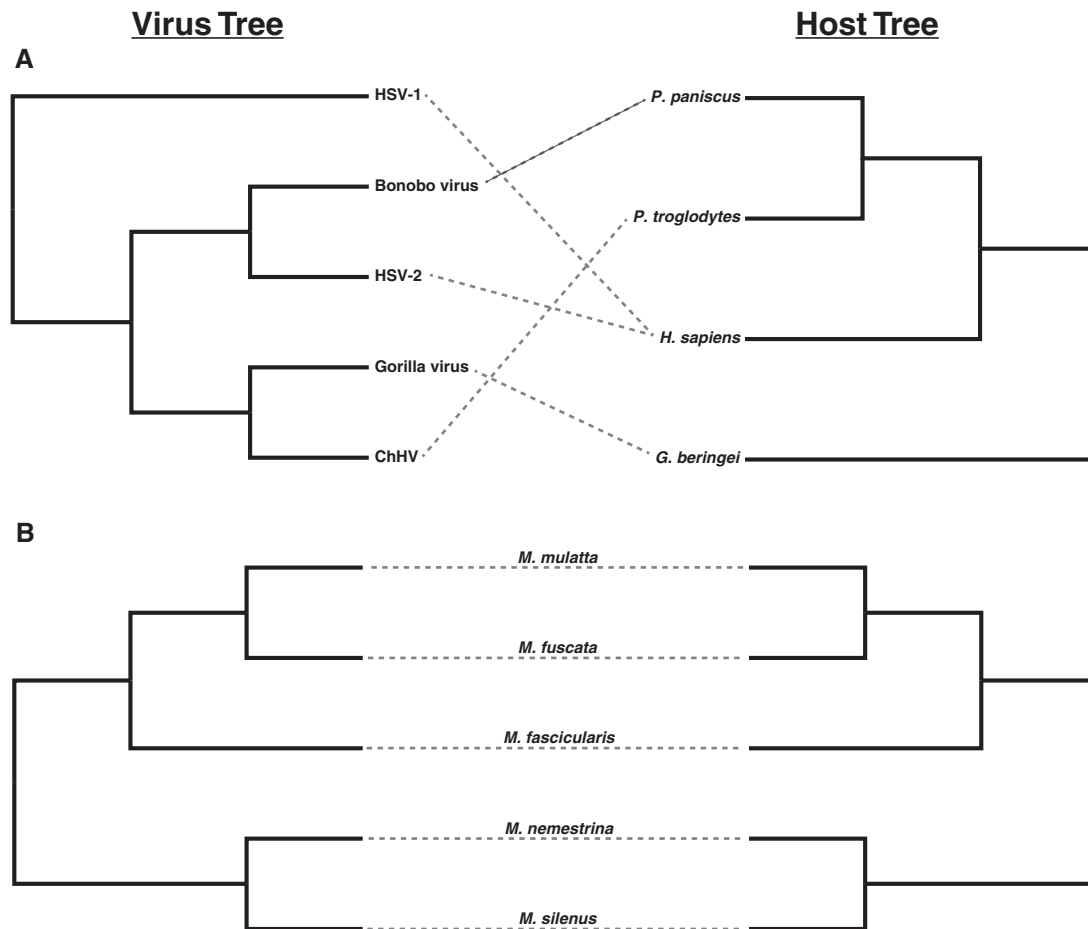 Virus Tree
Host Tree
A
HSV-1
P. paniscus
Bonobo virus
P. troglodytes
HSV-2
H. sapiens
Gorilla virus
ChHV
G. beringei
B
M. mulatta
M. fuscata
M. fascicularis
M. nemestrina
M. silenus